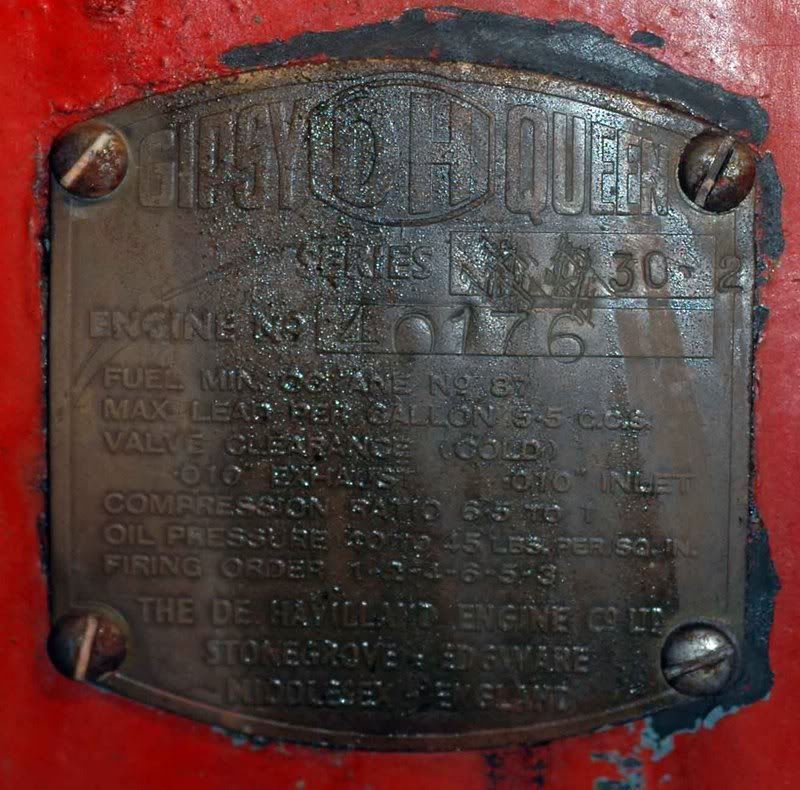 GIPSY DH QUEEN
SERIES 30-2
ENGINE No 0176
FUEL MIN. OCTANE No 87
MAX. LEAD PER GALLON 5·5 C.C.S.
VALVE CLEARANCE (COLD)
·010" EXHAUST ·010" INLET
COMPRESSION RATIO 6·5 TO 1
OIL PRESSURE 40 TO 45 LBS. PER. SQ. IN.
FIRING ORDER 1-2-4-6-5-3
THE DE HAVILLAND ENGINE Co LTD
STONEGROVE · EDGWARE
MIDDLESEX · ENGLAND